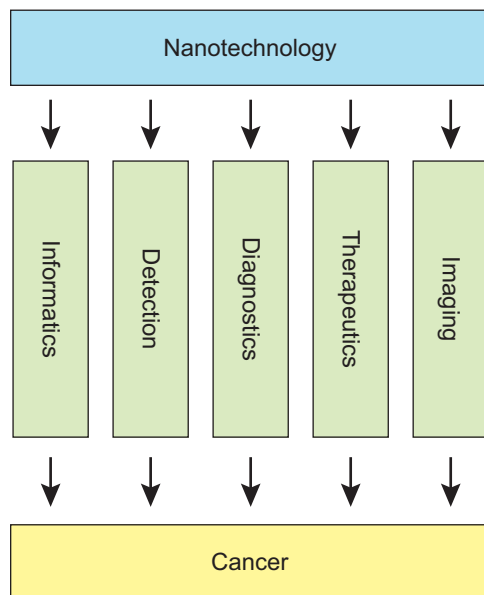 Nanotechnology
Informatics
Detection
Diagnostics
Therapeutics
Imaging
Cancer